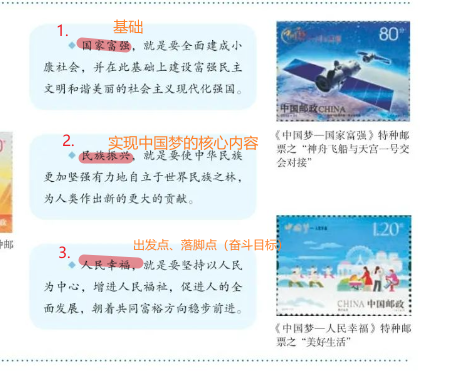 1.
基础
国家富强,就是要全面建成小
康社会,并在此基础上建设富强民主
文明和谐美丽的社会主义现代化强国。
2.
实现中国梦的核心内容
民族振兴,就是要使中华民族
更加坚强有力地自立于世界民族之林,
为人类作出新的更大的贡献。
3.
出发点、落脚点(奋斗目标)
人民幸福,就是要坚持以人民
为中心,增进人民福祉,促进人的全
面发展,朝着共同富裕方向稳步前进。
80分
中国邮政 CHINA
《中国梦—国家富强》特种邮
票之“神舟飞船与天宫一号交
会对接”
中国梦
1.20元
CHINA 中国邮政
《中国梦—人民幸福》特种邮
票之“美好生活”
种邮